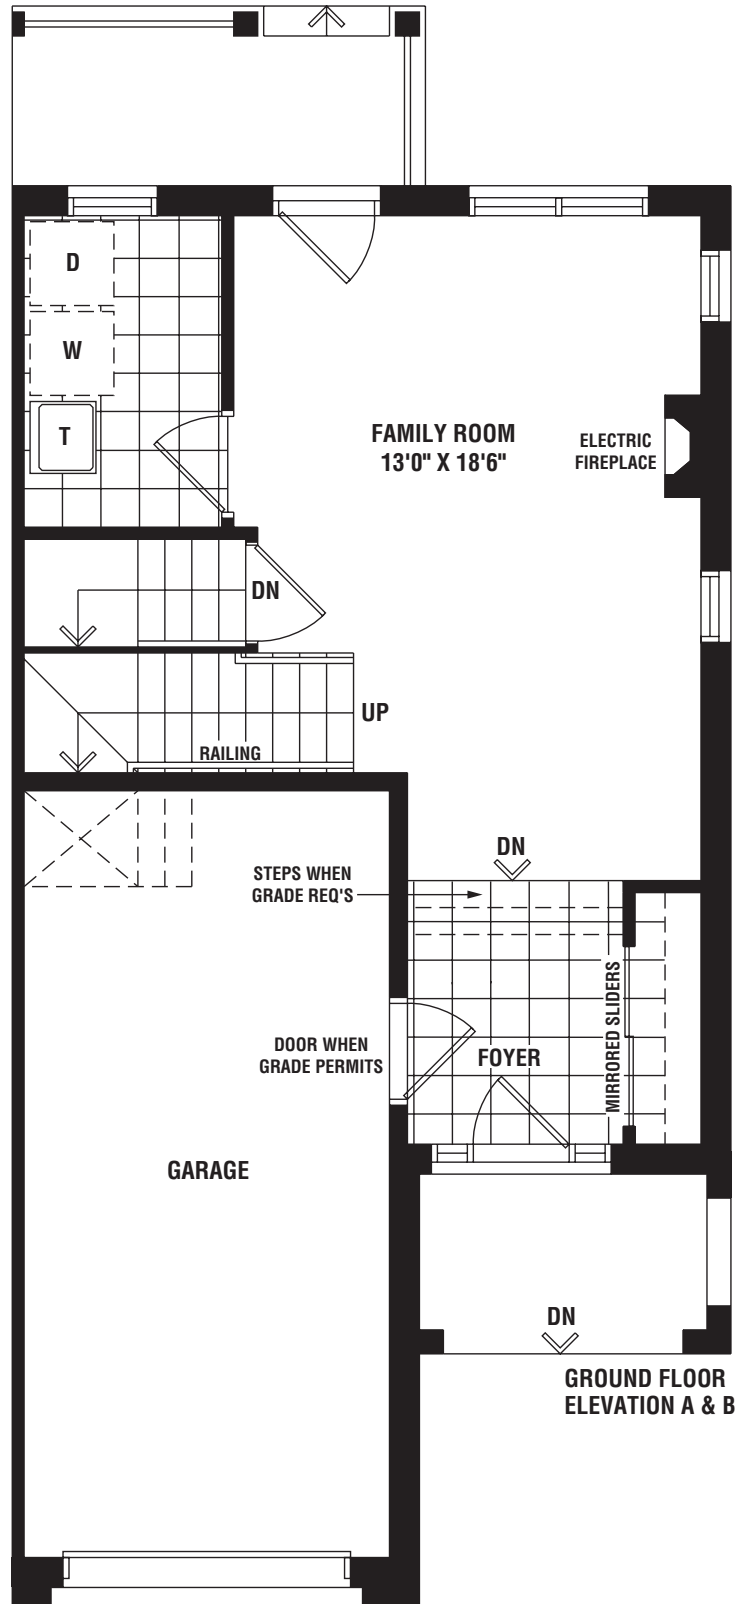 D
W
T
FAMILY ROOM
13'0" X 18'6"
ELECTRIC
FIREPLACE
DN
UP
RAILING
DN
STEPS WHEN
GRADE REQ'S
MIRRORED SLIDERS
DOOR WHEN
GRADE PERMITS
FOYER
GARAGE
DN
GROUND FLOOR
ELEVATION A & B